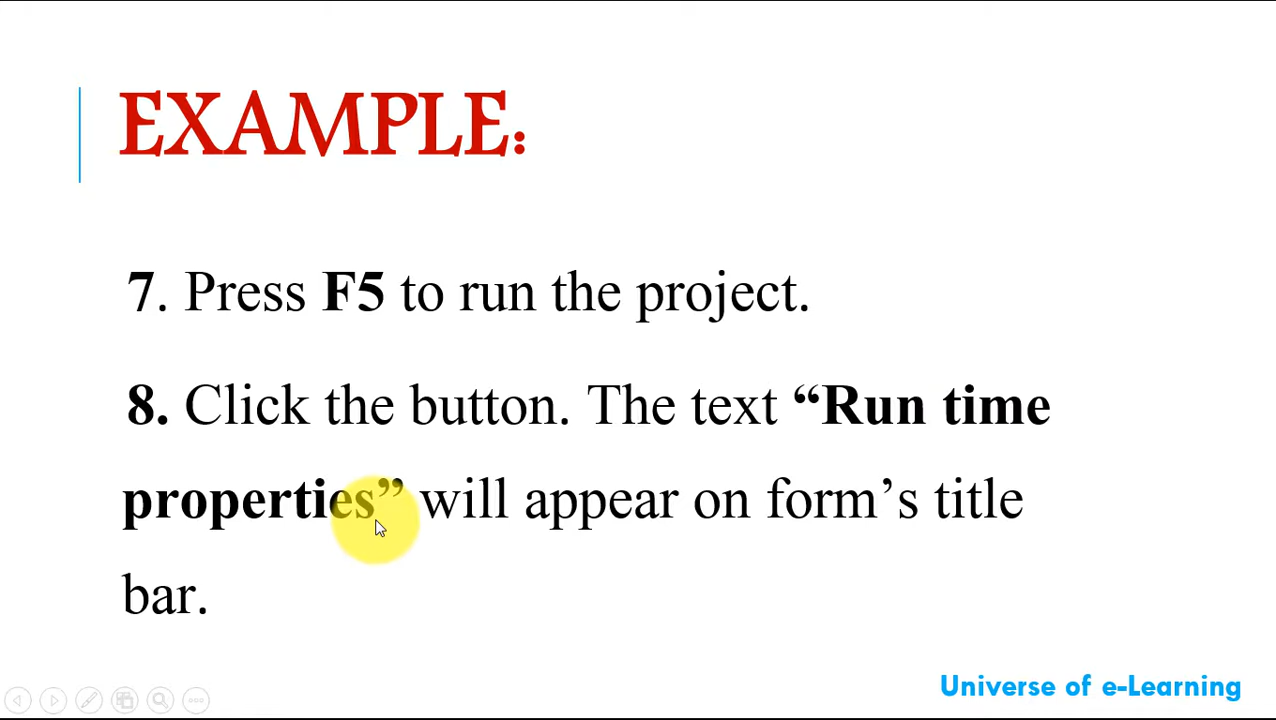 EXAMPLE:
7. Press F5 to run the project.
8. Click the button. The text “Run time
properties” will appear on form’s title
bar.
Universe of e-Learning